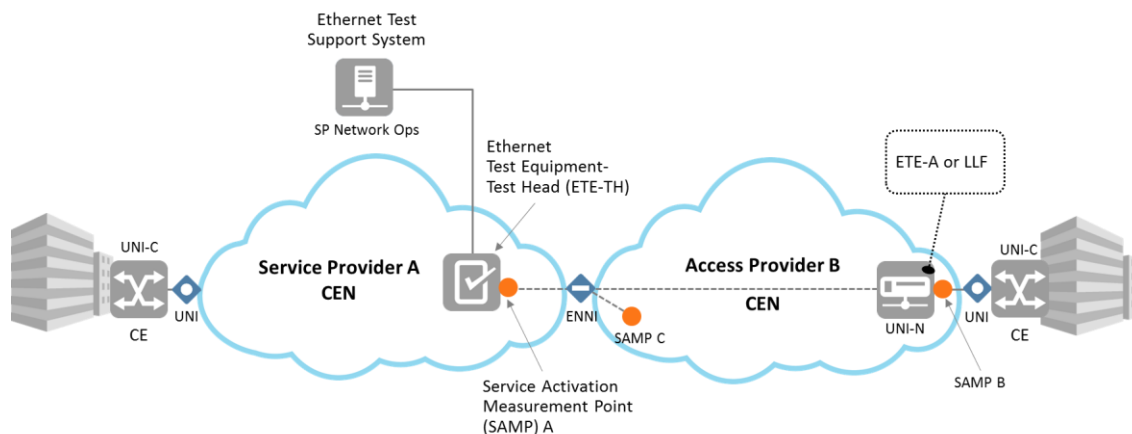 Ethernet Test
Support System
SP Network Ops
Ethernet
Test Equipment-
Test Head (ETE-TH)
ETE-A or LLF
UNI-C
CE
UNI
Service Provider A
CEN
ENNI
Access Provider B
CEN
SAMP C
UNI-N
UNI
UNI-C
CE
Service Activation
Measurement Point
(SAMP) A
SAMP B